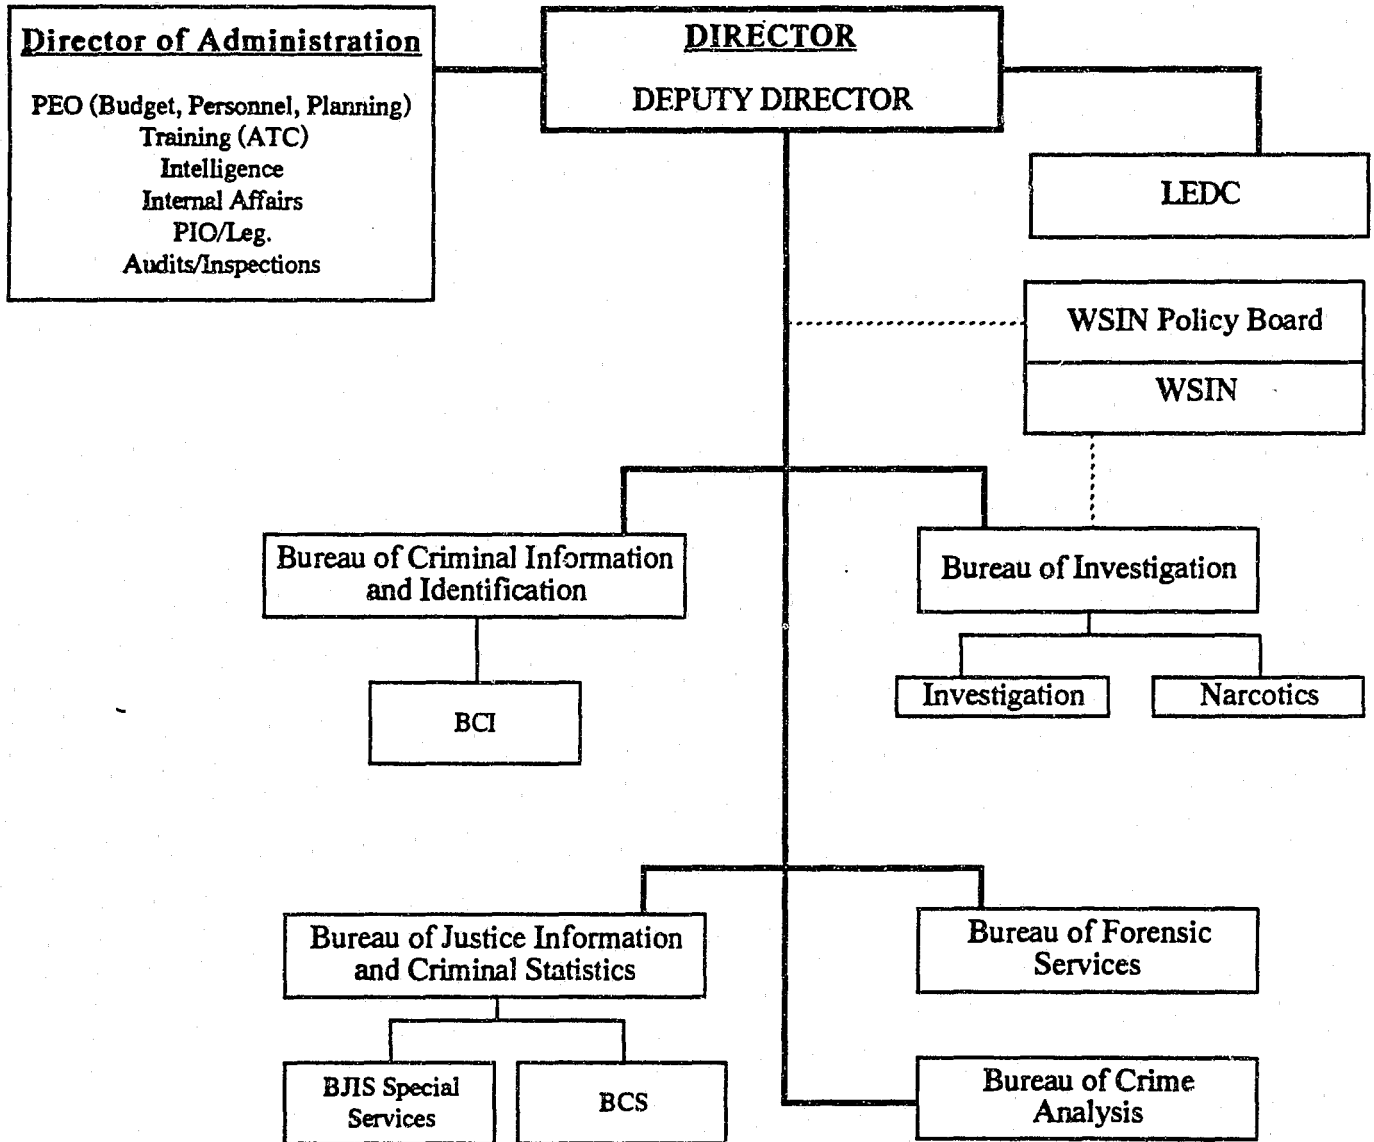 Director of Administration
PEO (Budget, Personnel, Planning)
Training (ATC)
Intelligence
Internal Affairs
PIO/Leg.
Audits/Inspections
DIRECTOR
DEPUTY DIRECTOR
LEDC
WSIN Policy Board
WSIN
Bureau of Criminal Information
and Identification
BCI
Bureau of Investigation
Investigation
Narcotics
Bureau of Justice Information
and Criminal Statistics
BJIS Special
Services
BCS
Bureau of Forensic
Services
Bureau of Crime
Analysis